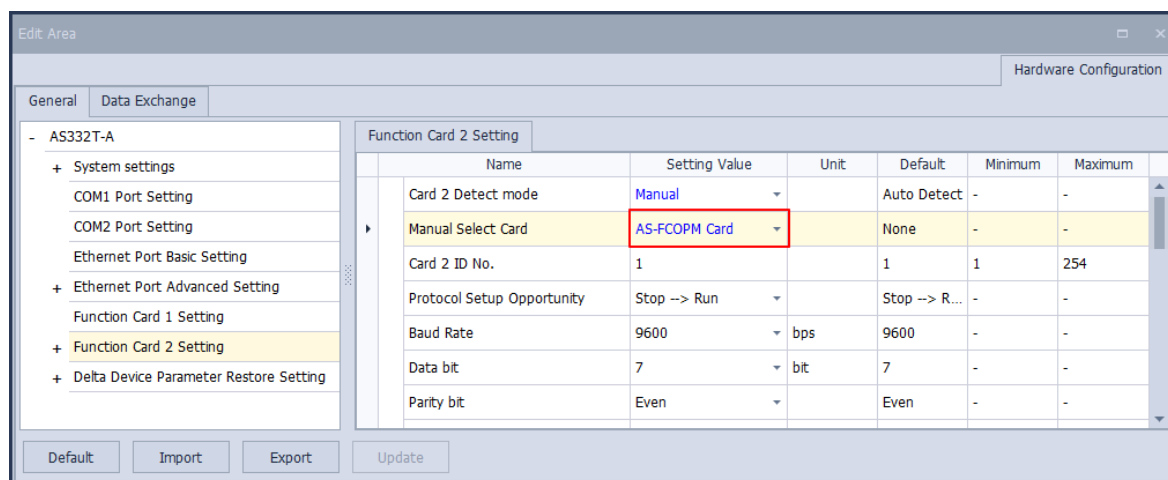 Edit Area
Hardware Configuration
General Data Exchange
- AS332T-A
+ System settings
COM1 Port Setting
COM2 Port Setting
Ethernet Port Basic Setting
+ Ethernet Port Advanced Setting
Function Card 1 Setting
+ Function Card 2 Setting
+ Delta Device Parameter Restore Setting
Function Card 2 Setting
Name Setting Value Unit Default Minimum Maximum
Card 2 Detect mode Manual Auto Detect - -
Manual Select Card AS-FCOPM Card None - -
Card 2 ID No. 1 1 1 254
Protocol Setup Opportunity Stop --> Run Stop --> R... - -
Baud Rate 9600 bps 9600 - -
Data bit 7 bit 7 - -
Parity bit Even Even - -
Default Import Export Update